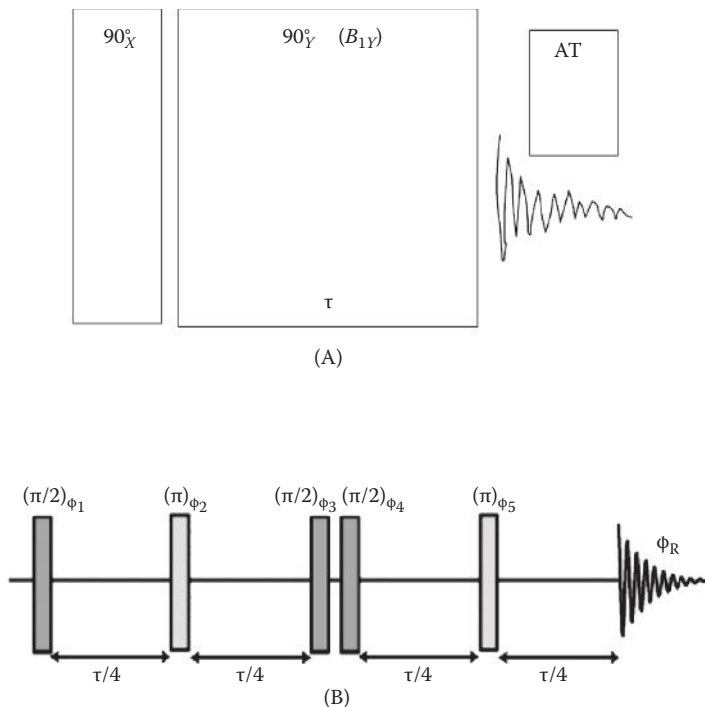 90°X 90°Y (B1Y) AT
τ
(A)
(π/2)ϕ1 (π)ϕ2 (π/2)ϕ3 (π/2)ϕ4 (π)ϕ5 ϕR
τ/4 τ/4 τ/4 τ/4
(B)